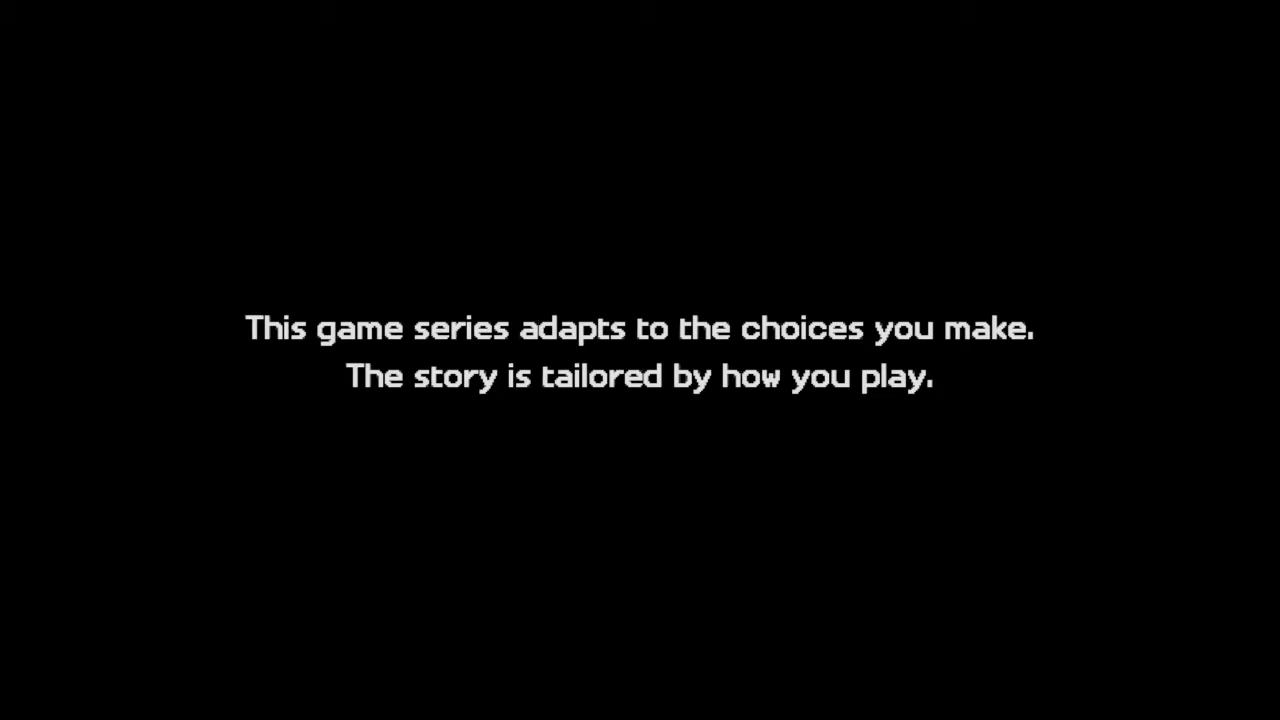 This game series adapts to the choices you make.
The story is tailored by how you play.